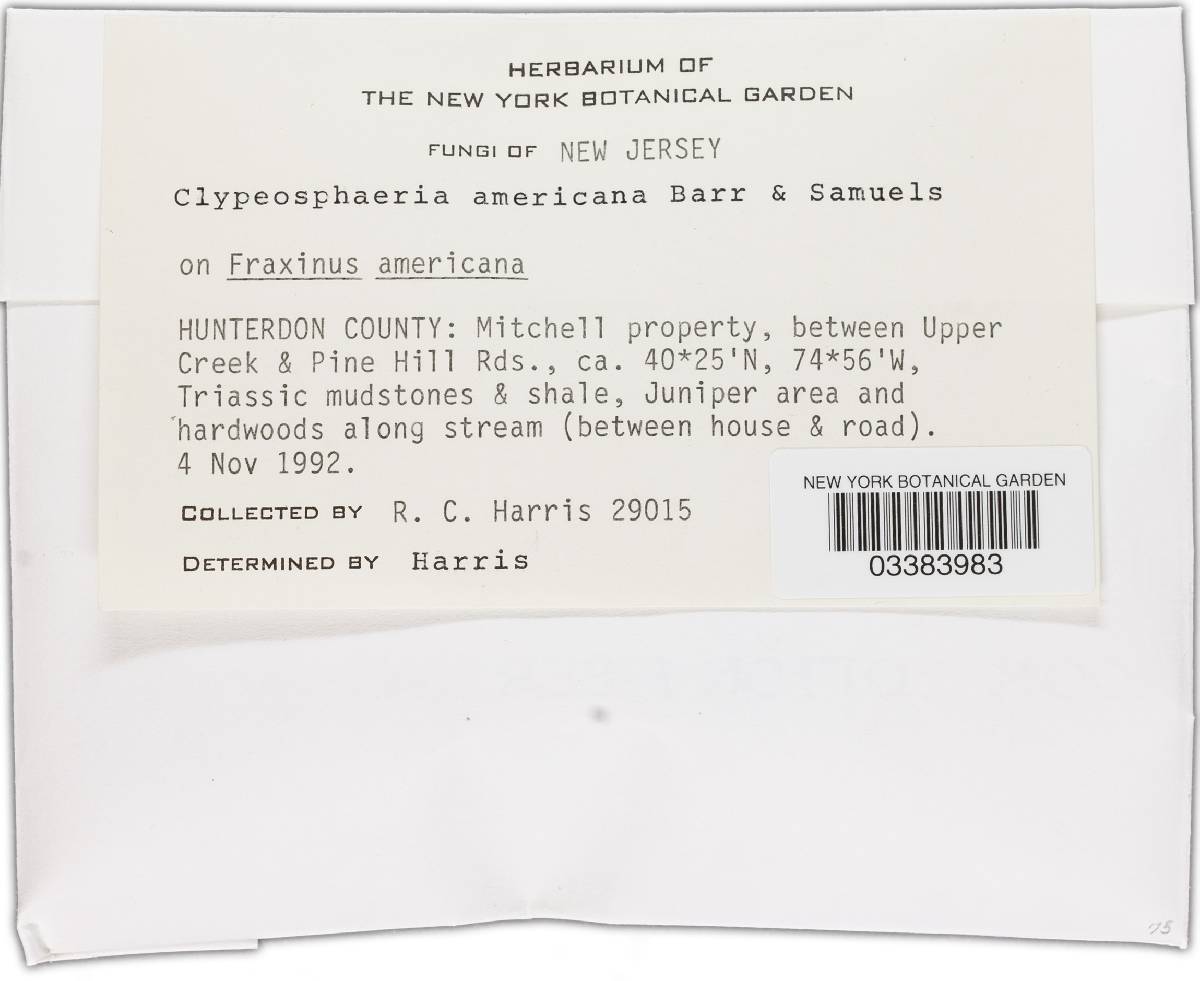 HERBARIUM OF
THE NEW YORK BOTANICAL GARDEN
FUNGI OF NEW JERSEY
Clypeosphaeria americana Barr & Samuels
on Fraxinus americana
HUNTERDON COUNTY: Mitchell property, between Upper
Creek & Pine Hill Rds., ca. 40*25'N, 74*56'W,
Triassic mudstones & shale, Juniper area and
hardwoods along stream (between house & road).
4 Nov 1992.
COLLECTED BY R. C. Harris 29015
DETERMINED BY Harris
NEW YORK BOTANICAL GARDEN
03383983
75